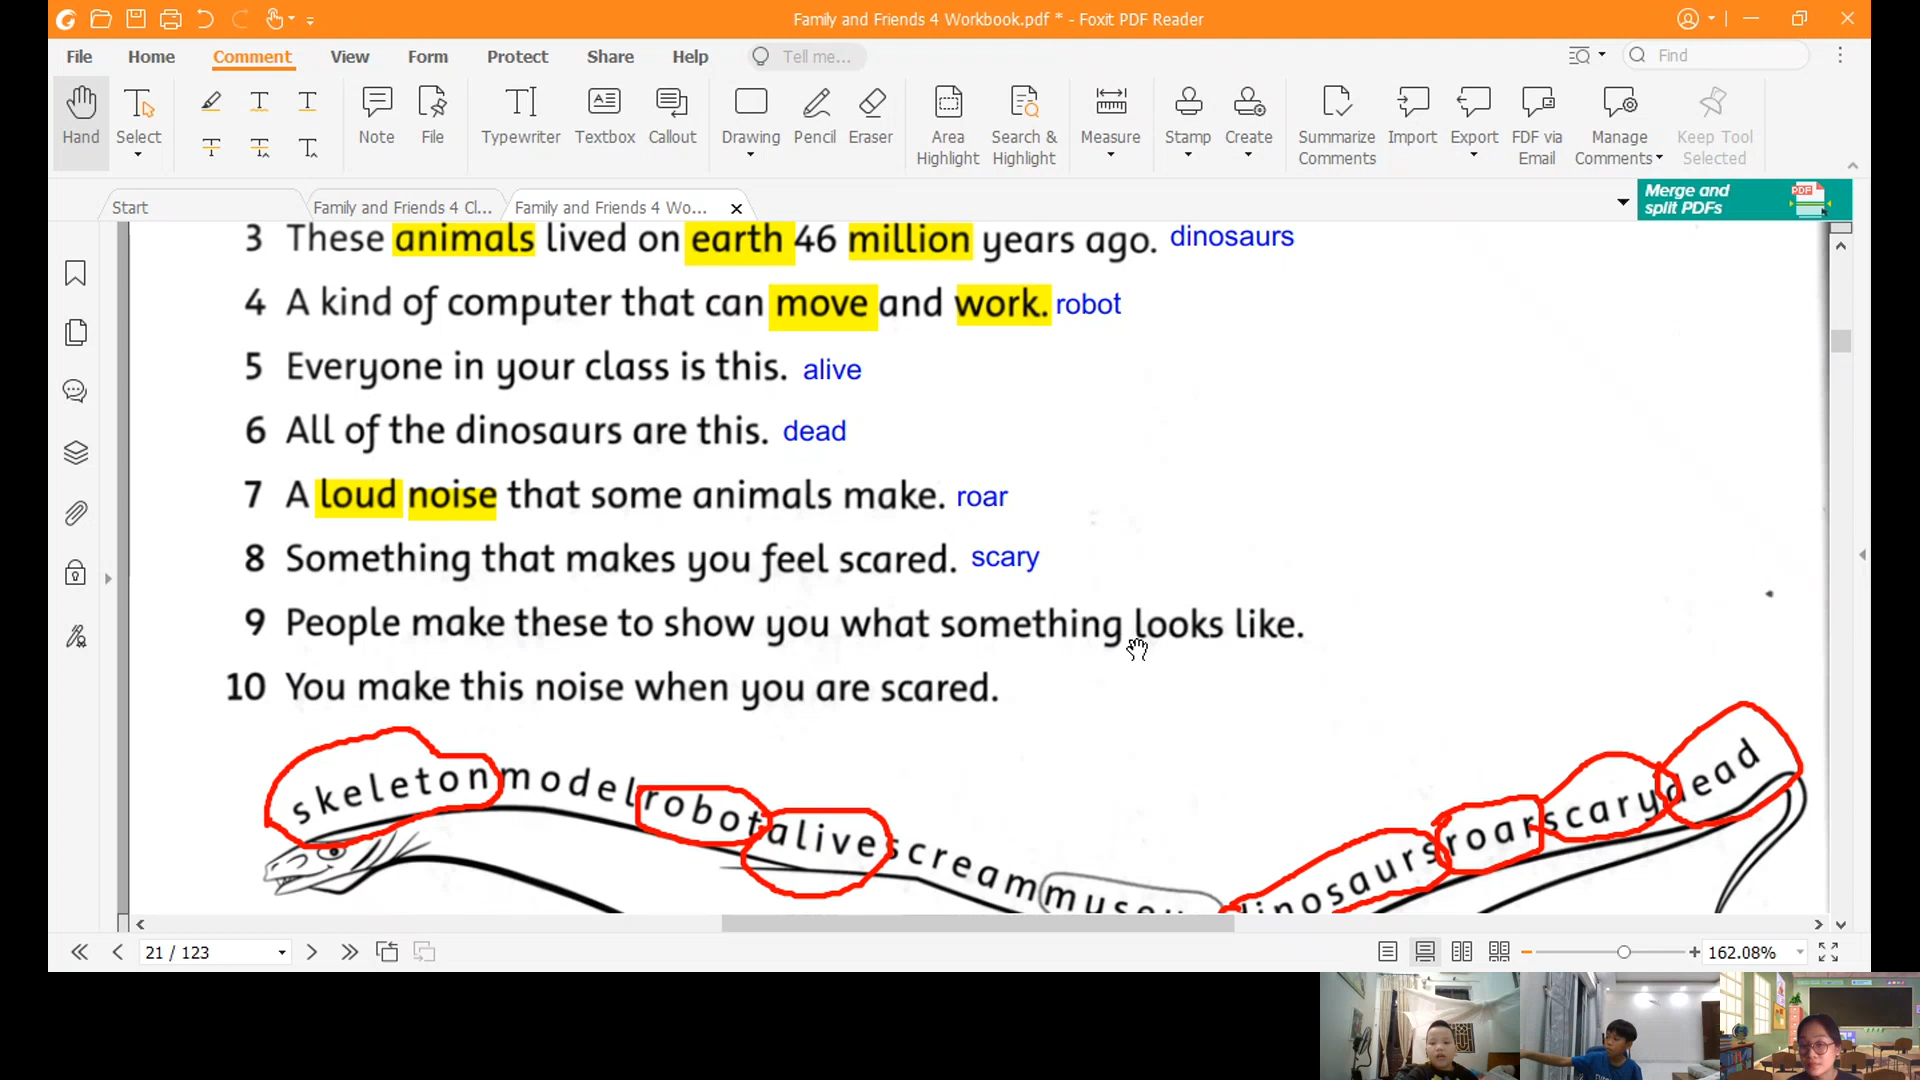 Family and Friends 4 Workbook.pdf * - Foxit PDF Reader
File Home Comment View Form Protect Share Help Tell me... Find
Hand Select Note File Typewriter Textbox Callout Drawing Pencil Eraser Area Highlight Search & Highlight Measure Stamp Create Summarize Comments Import Export FDF via Email Manage Comments Keep Tool Selected
Start Family and Friends 4 Cl... Family and Friends 4 Wo... Merge and split PDFs PDF
3 These animals lived on earth 46 million years ago. dinosaurs
4 A kind of computer that can move and work. robot
5 Everyone in your class is this. alive
6 All of the dinosaurs are this. dead
7 A loud noise that some animals make. roar
8 Something that makes you feel scared. scary
9 People make these to show you what something looks like.
10 You make this noise when you are scared.
skeletonmodelrobotalivescreammuseu
dinosaursroarscarydead
21 / 123 162.08%